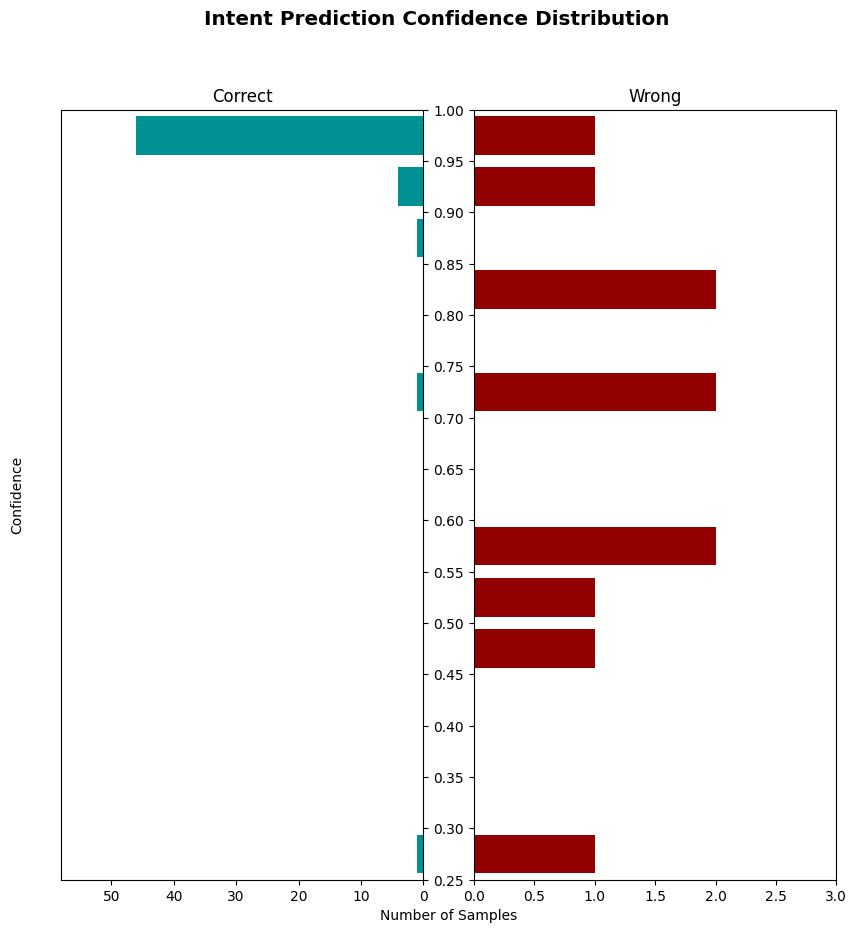 Intent Prediction Confidence Distribution
Correct
Wrong
1.00
0.95
0.90
0.85
0.80
0.75
0.70
0.65
0.60
0.55
0.50
0.45
0.40
0.35
0.30
0.25
Confidence
50 40 30 20 10 0
0.0 0.5 1.0 1.5 2.0 2.5 3.0
Number of Samples